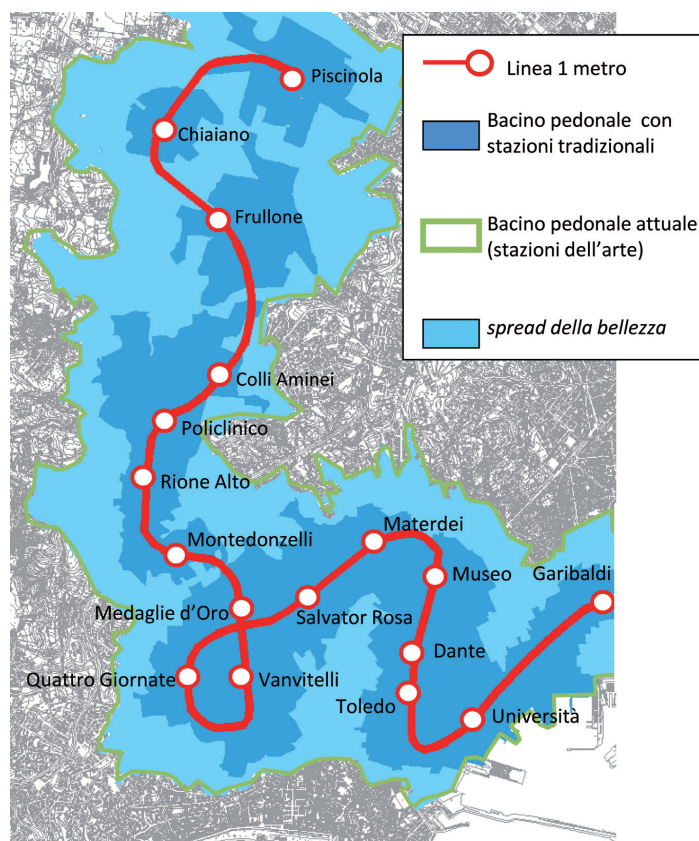 Piscinola
Linea 1 metro
Chiaiano
Bacino pedonale con
stazioni tradizionali
Frullone
Bacino pedonale attuale
(stazioni dell'arte)
spread della bellezza
Colli Aminei
Policlinico
Rione Alto
Materdei
Montedonzelli
Museo
Garibaldi
Medaglie d'Oro
Salvator Rosa
Dante
Quattro Giornate
Vanvitelli
Toledo
Università